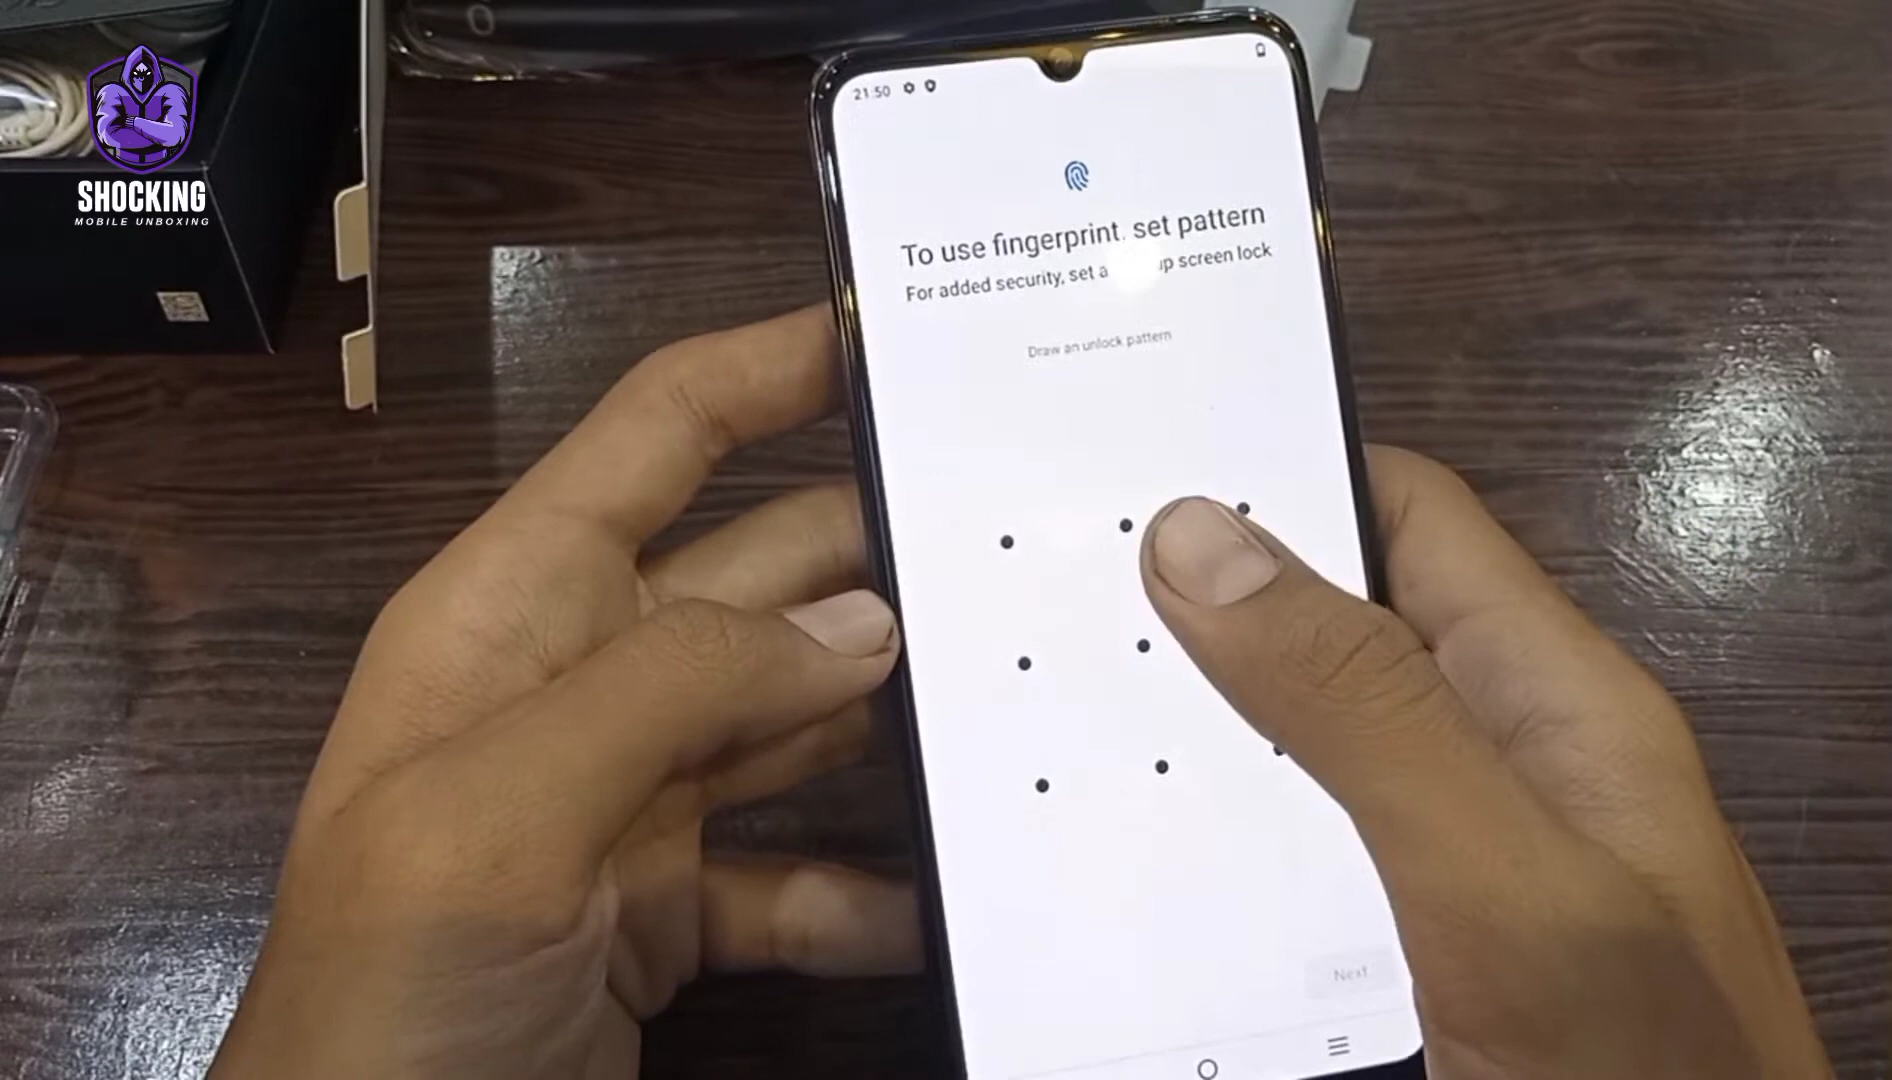 SHOCKING
MOBILE UNBOXING
21:50
To use fingerprint, set pattern
For added security, set a up screen lock
Draw an unlock pattern
Next